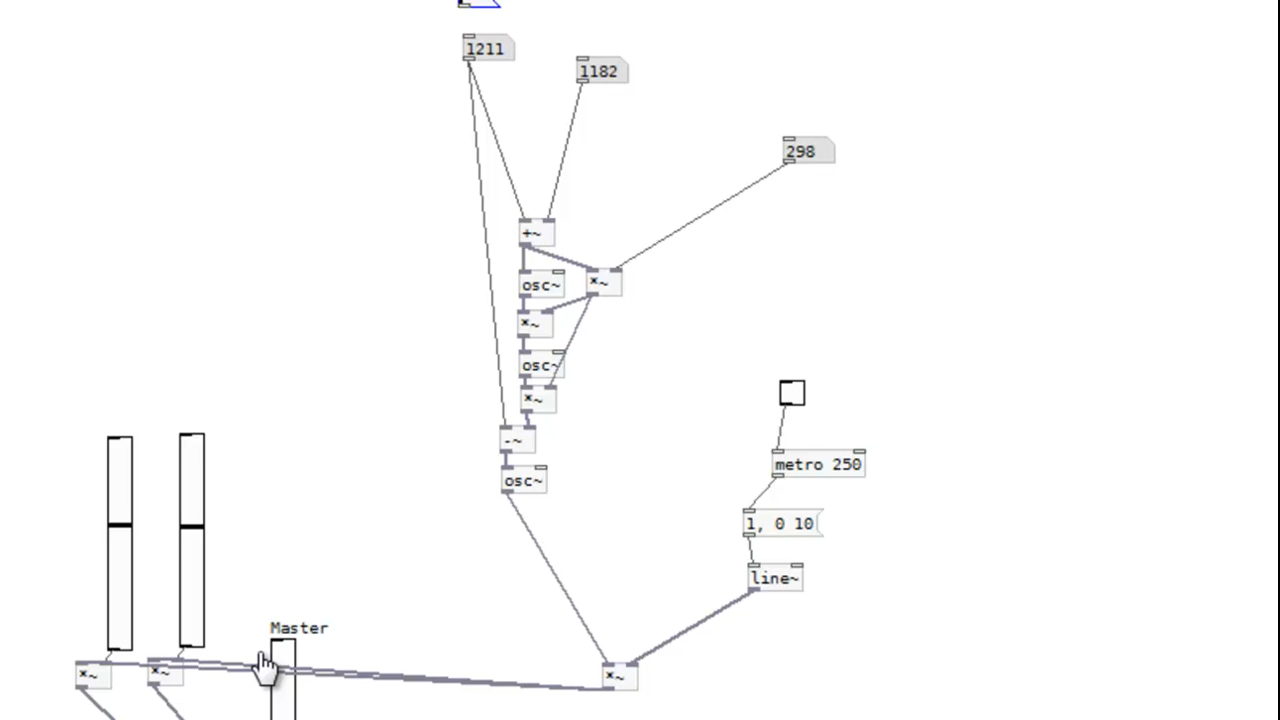 1211
1182
298
+~
osc~
*~
*~
osc~
*~
-~
osc~
metro 250
1, 0 10
line~
Master
*~
*~
*~